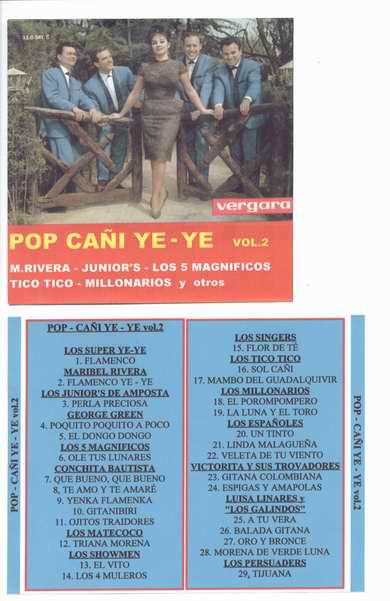 vergara
POP CAÑI YE - YE VOL.2
M.RIVERA - JUNIOR'S - LOS 5 MAGNIFICOS
TICO TICO - MILLONARIOS y otros
POP - CAÑI YE - YE vol.2
POP - CAÑI YE - YE vol.2
LOS SUPER YE-YE
1. FLAMENCO
MARIBEL RIVERA
2. FLAMENCO YE - YE
LOS JUNIOR'S DE AMPOSTA
3. PERLA PRECIOSA
GEORGE GREEN
4. POQUITO POQUITO A POCO
5. EL DONGO DONGO
LOS 5 MAGNIFICOS
6. OLE TUS LUNARES
CONCHITA BAUTISTA
7. QUE BUENO, QUE BUENO
8, TE AMO Y TE AMARÉ
9. YENKA FLAMENKA
10. GITANIBIRI
11. OJITOS TRAIDORES
LOS MATECOCO
12. TRIANA MORENA
LOS SHOWMEN
13. EL VITO
14. LOS 4 MULEROS
LOS SINGERS
15. FLOR DE TÉ
LOS TICO TICO
16. SOL CAÑI
17. MAMBO DEL GUADALQUIVIR
LOS MILLONARIOS
18. EL POROMPOMPERO
19. LA LUNA Y EL TORO
LOS ESPAÑOLES
20. UN TINTO
21. LINDA MALAGUEÑA
22. VELETA DE TU VIENTO
VICTORITA Y SUS TROVADORES
23. GITANA COLOMBIANA
24. ESPIGAS Y AMAPOLAS
LUISA LINARES y
"LOS GALINDOS"
25. A TU VERA
26. BALADA GITANA
27. ORO Y BRONCE
28. MORENA DE VERDE LUNA
LOS PERSUADERS
29, TIJUANA
POP - CAÑI YE - YE vol.2